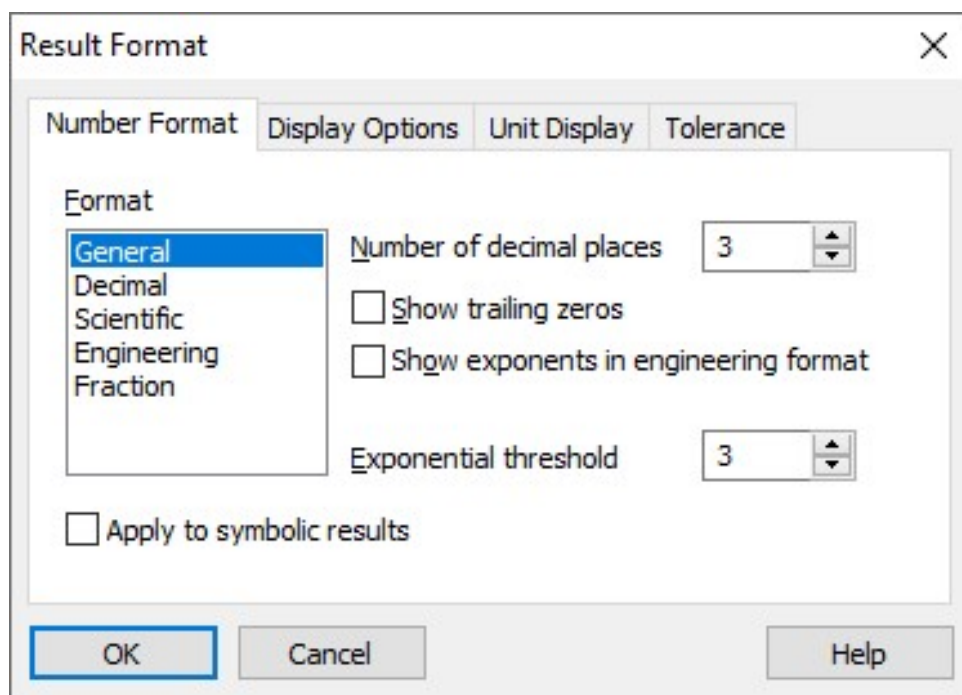 Result Format
Number Format Display Options Unit Display Tolerance
Format
General
Decimal
Scientific
Engineering
Fraction
Number of decimal places 3
Show trailing zeros
Show exponents in engineering format
Exponential threshold 3
Apply to symbolic results
OK Cancel Help